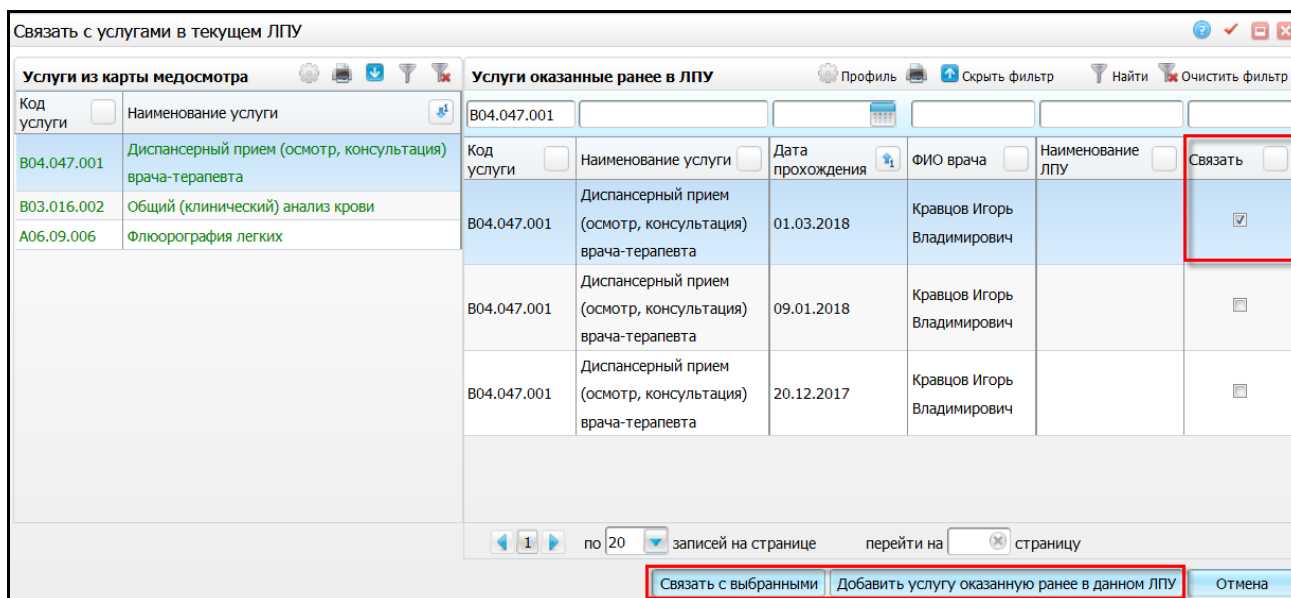 Связать с услугами в текущем ЛПУ
Услуги из карты медосмотра
Код услуги
Наименование услуги
B04.047.001
Диспансерный прием (осмотр, консультация)
врача-терапевта
B03.016.002
Общий (клинический) анализ крови
A06.09.006
Флюорография легких
Услуги оказанные ранее в ЛПУ
Профиль
Скрыть фильтр
Найти
Очистить фильтр
B04.047.001
Код услуги
Наименование услуги
Дата прохождения
ФИО врача
Наименование ЛПУ
Связать
B04.047.001
Диспансерный прием
(осмотр, консультация)
врача-терапевта
01.03.2018
Кравцов Игорь
Владимирович
B04.047.001
Диспансерный прием
(осмотр, консультация)
врача-терапевта
09.01.2018
Кравцов Игорь
Владимирович
B04.047.001
Диспансерный прием
(осмотр, консультация)
врача-терапевта
20.12.2017
Кравцов Игорь
Владимирович
1 по 20 записей на странице перейти на страницу
Связать с выбранными
Добавить услугу оказанную ранее в данном ЛПУ
Отмена